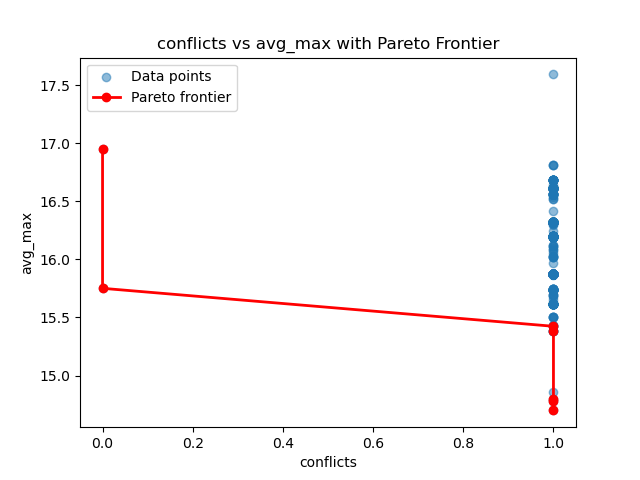 conflicts vs avg_max with Pareto Frontier
Data points
Pareto frontier
17.5
17.0
16.5
16.0
15.5
15.0
avg_max
0.0 0.2 0.4 0.6 0.8 1.0
conflicts